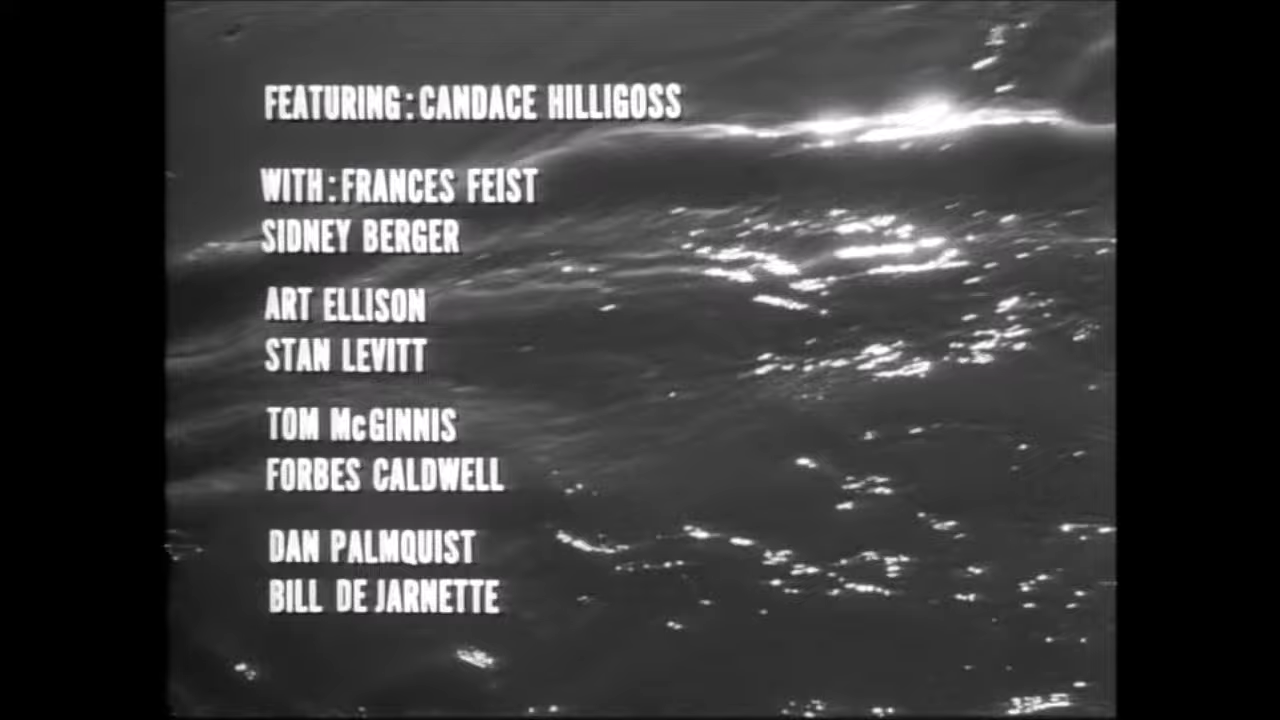 FEATURING: CANDACE HILLIGOSS
WITH: FRANCES FEIST
SIDNEY BERGER
ART ELLISON
STAN LEVITT
TOM McGINNIS
FORBES CALDWELL
DAN PALMQUIST
BILL DE JARNETTE